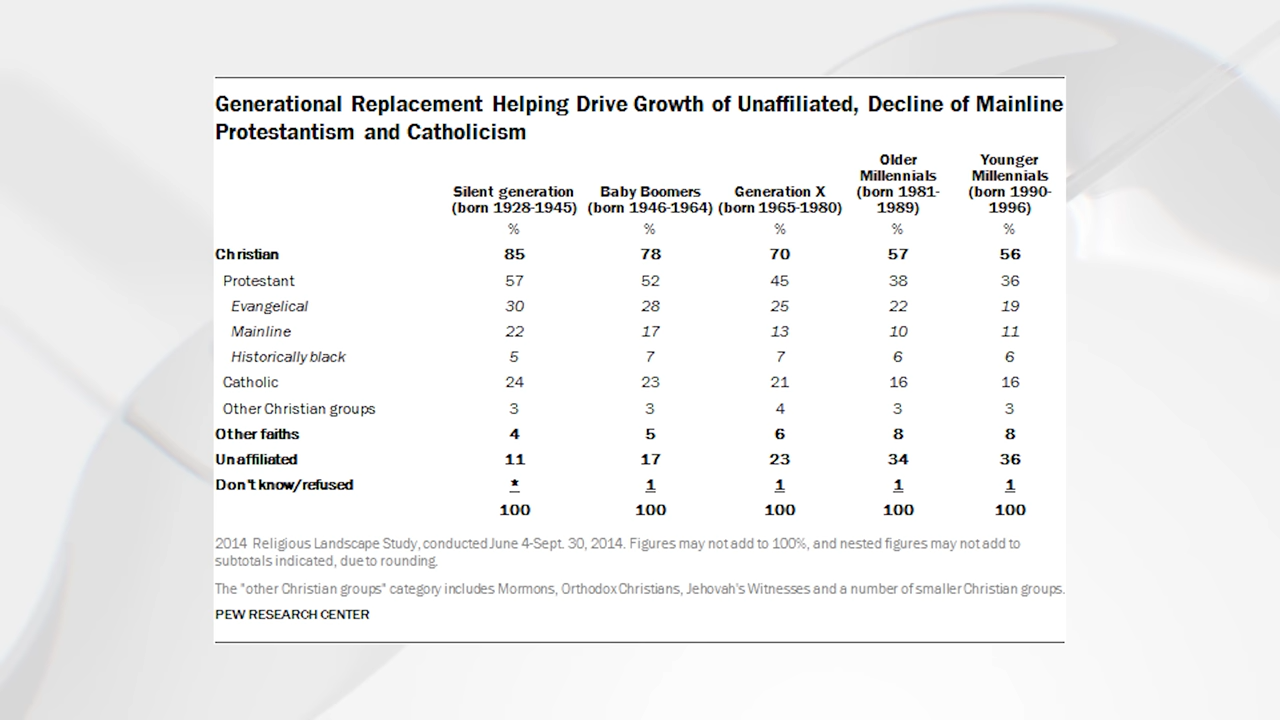 Generational Replacement Helping Drive Growth of Unaffiliated, Decline of Mainline
Protestantism and Catholicism
Silent generation (born 1928-1945) Baby Boomers (born 1946-1964) Generation X (born 1965-1980) Older Millennials (born 1981-1989) Younger Millennials (born 1990-1996)
% % % % %
Christian 85 78 70 57 56
Protestant 57 52 45 38 36
Evangelical 30 28 25 22 19
Mainline 22 17 13 10 11
Historically black 5 7 7 6 6
Catholic 24 23 21 16 16
Other Christian groups 3 3 4 3 3
Other faiths 4 5 6 8 8
Unaffiliated 11 17 23 34 36
Don't know/refused * 1 1 1 1
100 100 100 100 100
2014 Religious Landscape Study, conducted June 4-Sept. 30, 2014. Figures may not add to 100%, and nested figures may not add to
subtotals indicated, due to rounding.
The "other Christian groups" category includes Mormons, Orthodox Christians, Jehovah's Witnesses and a number of smaller Christian groups.
PEW RESEARCH CENTER